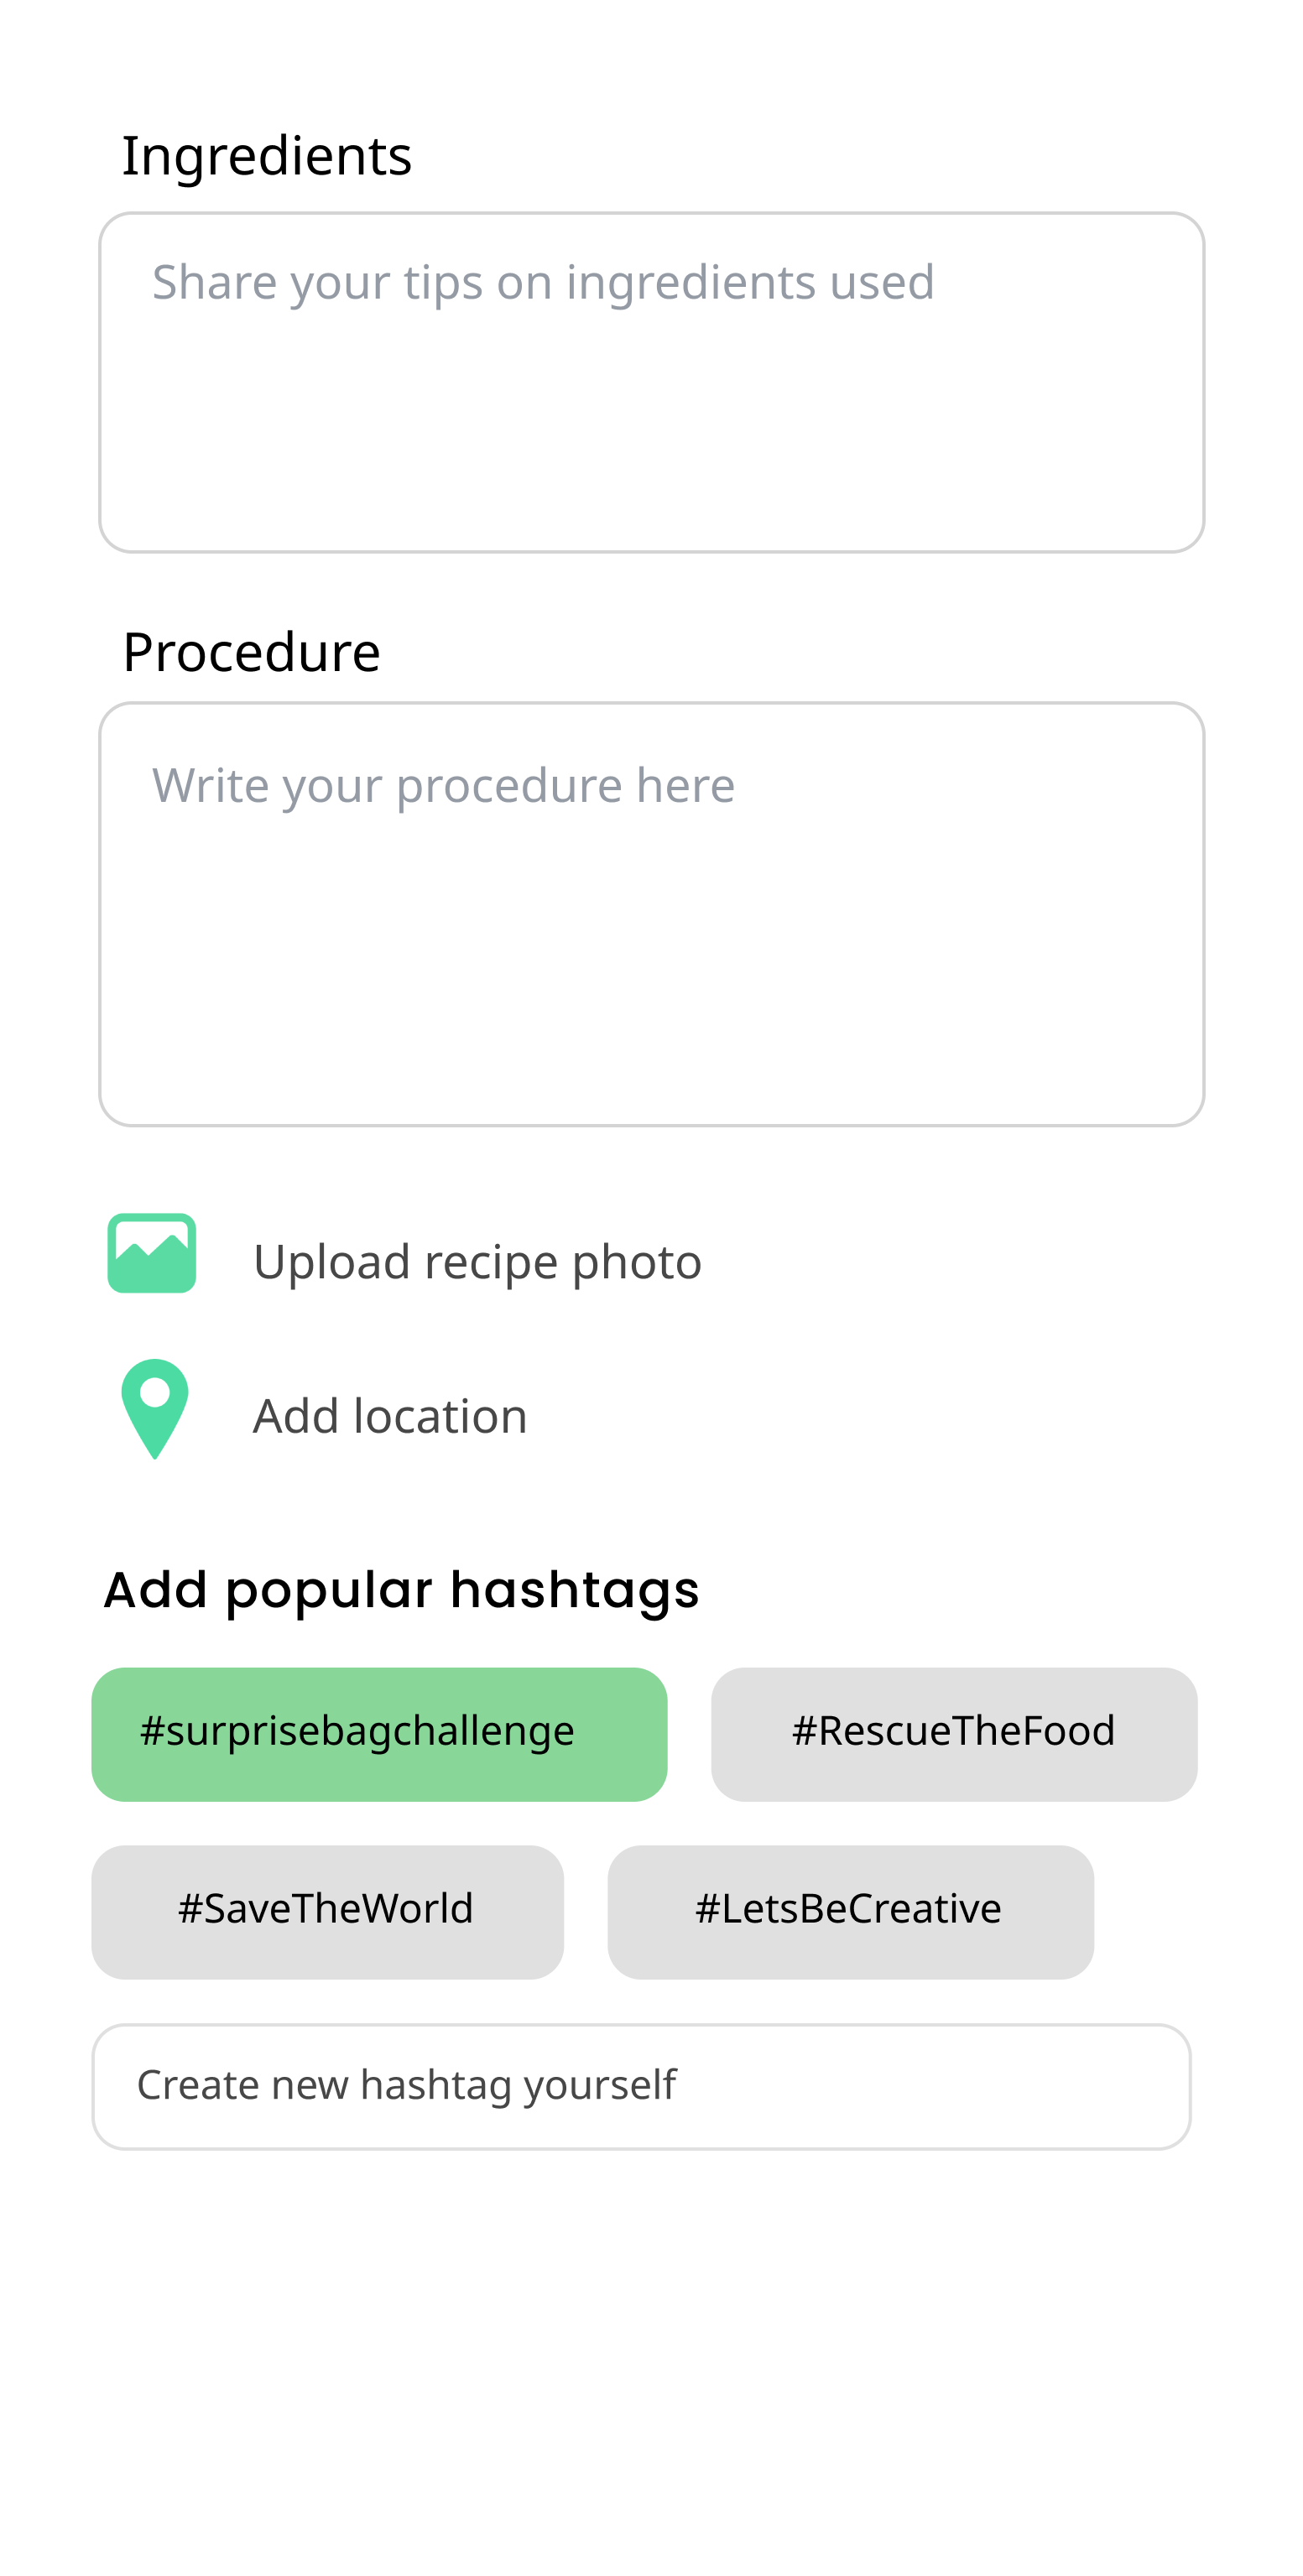 Ingredients
Share your tips on ingredients used
Procedure
Write your procedure here
Upload recipe photo
Add location
Add popular hashtags
#surprisebagchallenge
#RescueTheFood
#SaveTheWorld
#LetsBeCreative
Create new hashtag yourself